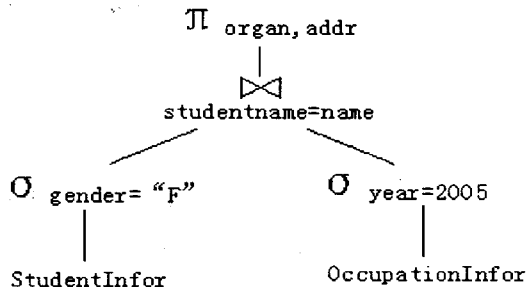 π organ, addr
⋈
studentname=name
σ gender= “F”
σ year=2005
StudentInfor
OccupationInfor